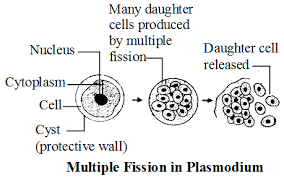 Many daughter
cells produced
by multiple
fission
Daughter cell
released
Nucleus
Cytoplasm
Cell
Cyst
(protective wall)
Multiple Fission in Plasmodium